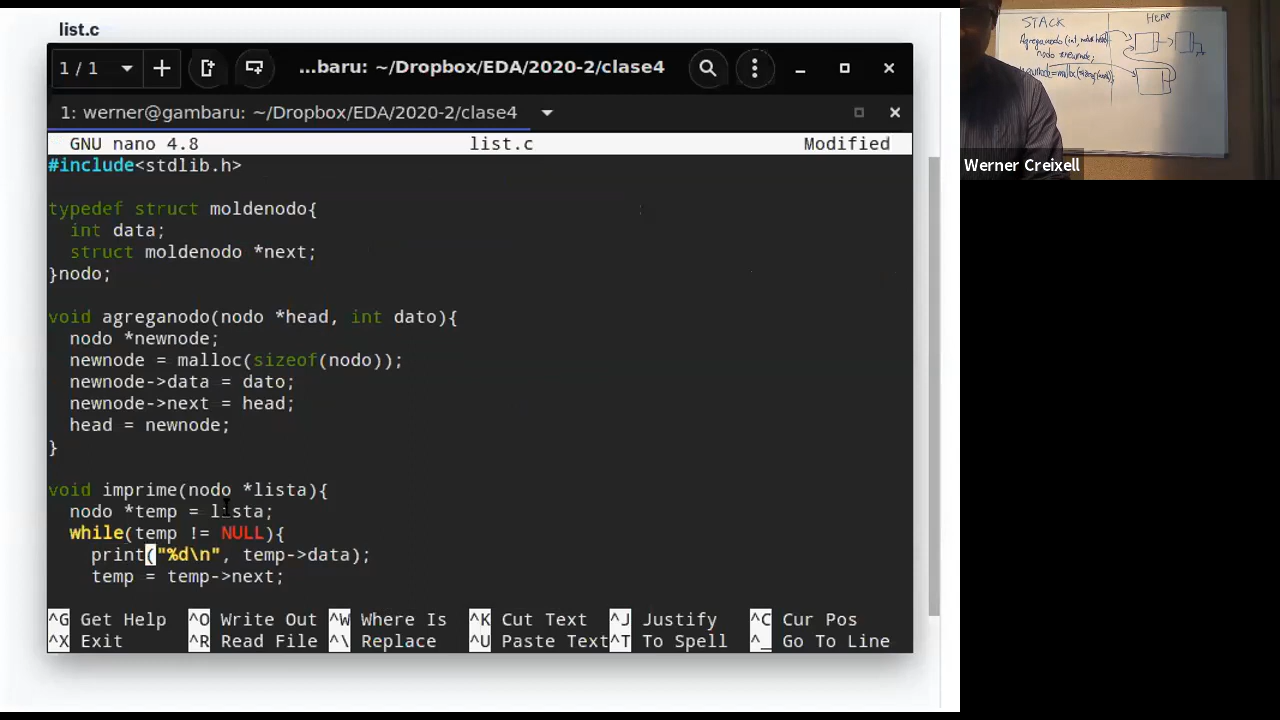 list.c
1 / 1
...baru: ~/Dropbox/EDA/2020-2/clase4
1: werner@gambaru: ~/Dropbox/EDA/2020-2/clase4
GNU nano 4.8 list.c Modified
#include<stdlib.h>
typedef struct moldenodo{
int data;
struct moldenodo *next;
}nodo;
void agreganodo(nodo *head, int dato){
nodo *newnode;
newnode = malloc(sizeof(nodo));
newnode->data = dato;
newnode->next = head;
head = newnode;
}
void imprime(nodo *lista){
nodo *temp = lista;
while(temp != NULL){
print("%d\n", temp->data);
temp = temp->next;
^G Get Help ^O Write Out ^W Where Is ^K Cut Text ^J Justify ^C Cur Pos
^X Exit ^R Read File ^\ Replace ^U Paste Text ^T To Spell ^_ Go To Line
STACK
HEAP
Werner Creixell